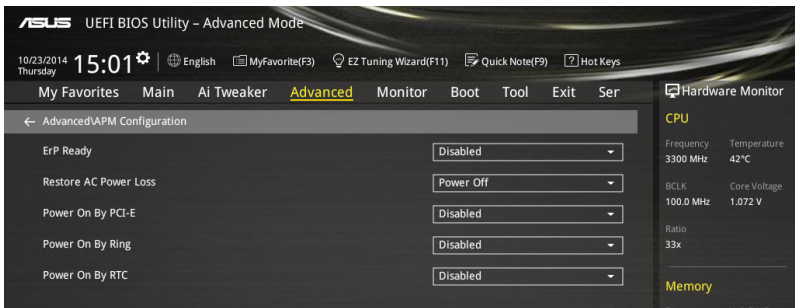 ASUS UEFI BIOS Utility – Advanced Mode
10/23/2014
Thursday
15:01
English MyFavorite(F3) EZ Tuning Wizard(F11) Quick Note(F9) ? Hot Keys
My Favorites Main Ai Tweaker Advanced Monitor Boot Tool Exit Ser
Hardware Monitor
← Advanced\APM Configuration
ErP Ready Disabled
Restore AC Power Loss Power Off
Power On By PCI-E Disabled
Power On By Ring Disabled
Power On By RTC Disabled
CPU
Frequency Temperature
3300 MHz 42°C
BCLK Core Voltage
100.0 MHz 1.072 V
Ratio
33x
Memory